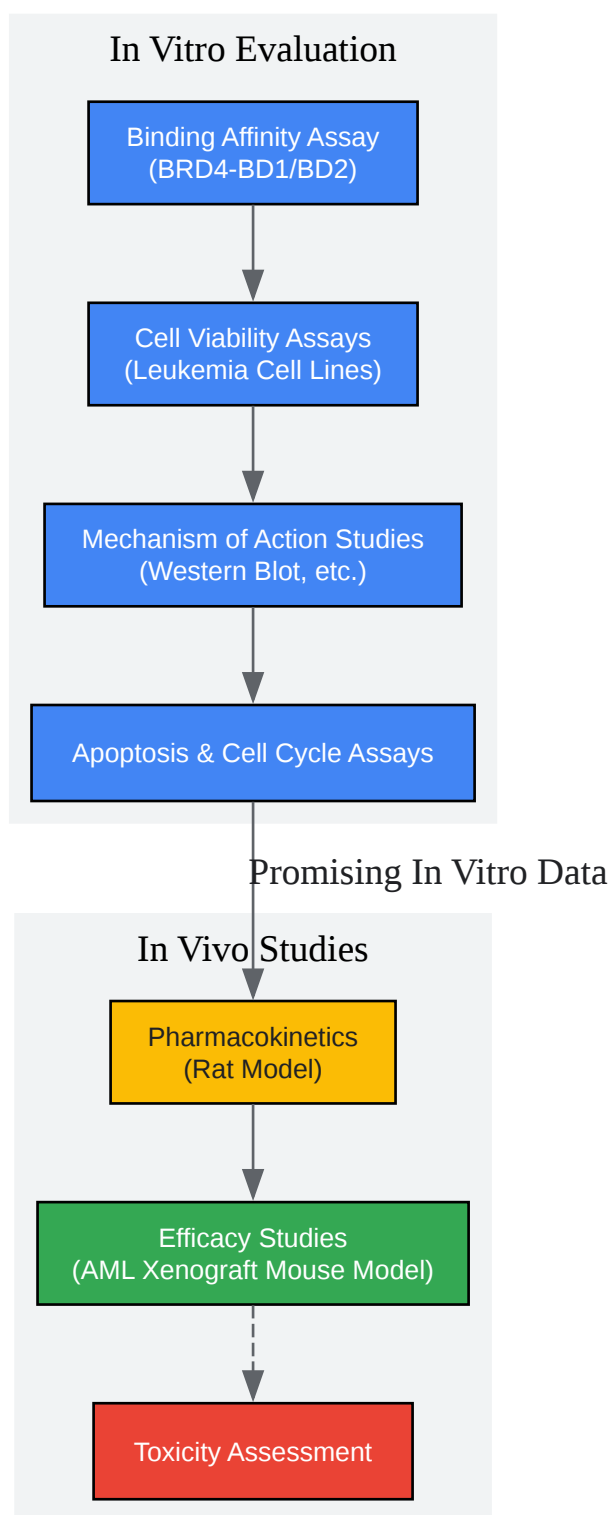 In Vitro Evaluation
Binding Affinity Assay
(BRD4-BD1/BD2)
Cell Viability Assays
(Leukemia Cell Lines)
Mechanism of Action Studies
(Western Blot, etc.)
Apoptosis & Cell Cycle Assays
Promising In Vitro Data
In Vivo Studies
Pharmacokinetics
(Rat Model)
Efficacy Studies
(AML Xenograft Mouse Model)
Toxicity Assessment